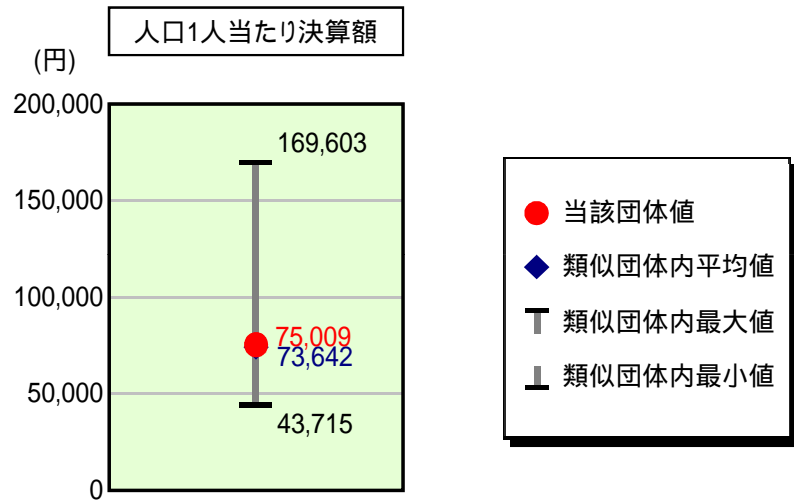 人口1人当たり決算額
(円)
200,000
169,603
150,000
100,000
75,009
73,642
50,000
43,715
0
当該団体値
類似団体内平均値
類似団体内最大値
類似団体内最小値